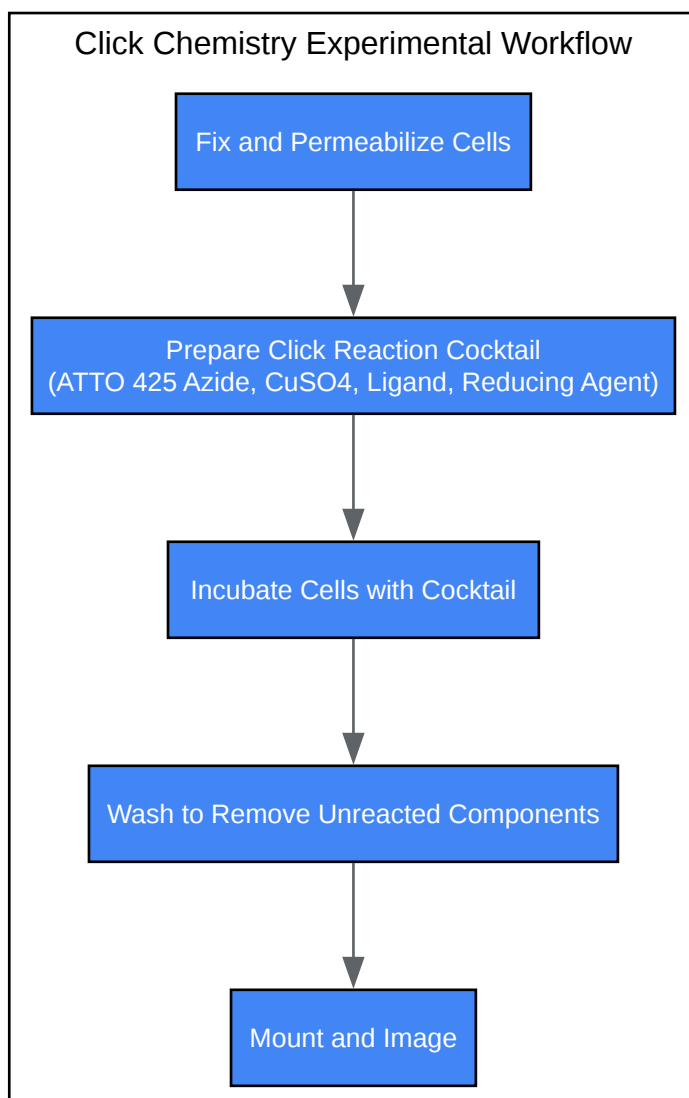 Click Chemistry Experimental Workflow
Fix and Permeabilize Cells
Prepare Click Reaction Cocktail
(ATTO 425 Azide, CuSO4, Ligand, Reducing Agent)
Incubate Cells with Cocktail
Wash to Remove Unreacted Components
Mount and Image